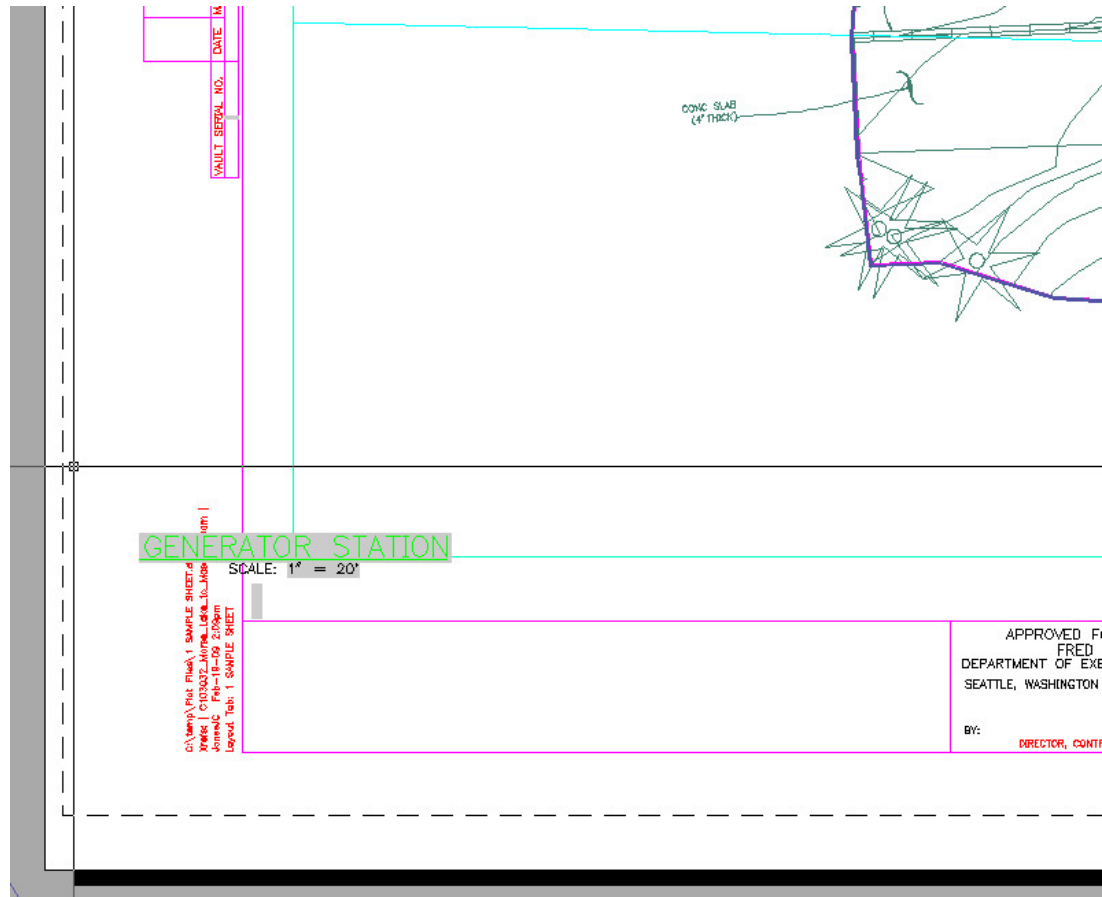 VAULT SERIAL NO.
DATE
CONC SLAB
(4" THICK)
GENERATOR STATION
SCALE: 1" = 20'
C:\temp\Plot Files\1 SAMPLE SHEET.d
Xrefs: |
JonesJC Feb-18-09 2:09pm
Layout Tab: 1 SAMPLE SHEET
APPROVED
FRED
DEPARTMENT OF EXE
SEATTLE, WASHINGTON
BY:
DIRECTOR, CONTR